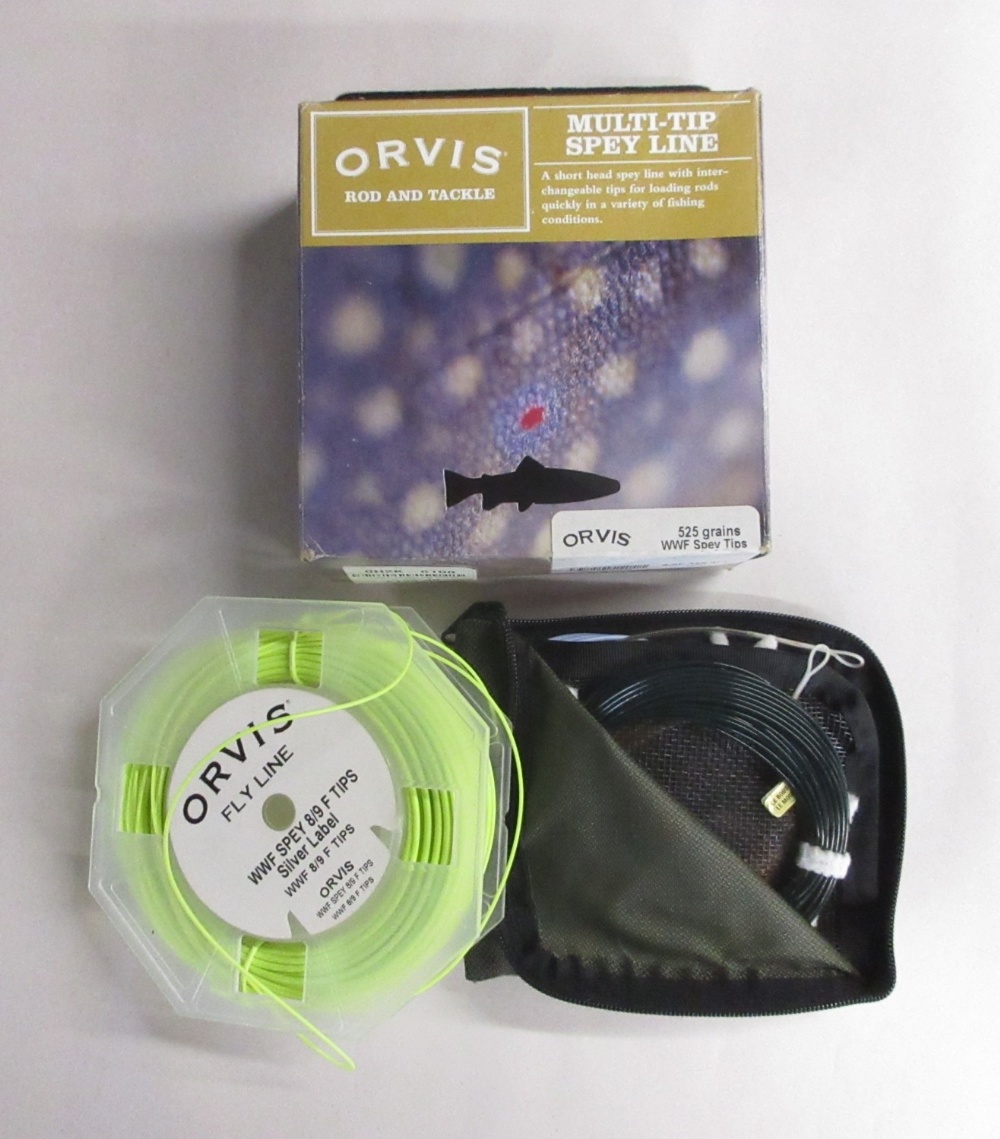 ORVIS
ROD AND TACKLE
MULTI-TIP
SPEY LINE
A short head spey line with inter-
changeable tips for loading rods
quickly in a variety of fishing
conditions.
ORVIS
525 grains
WWF Spey Tips
ORVIS
FLY LINE
WWF SPEY 8/9 F TIPS
Silver Label
WWF 8/9 F TIPS
ORVIS
WWF SPEY 8/9 F TIPS
WWF 8/9 F TIPS